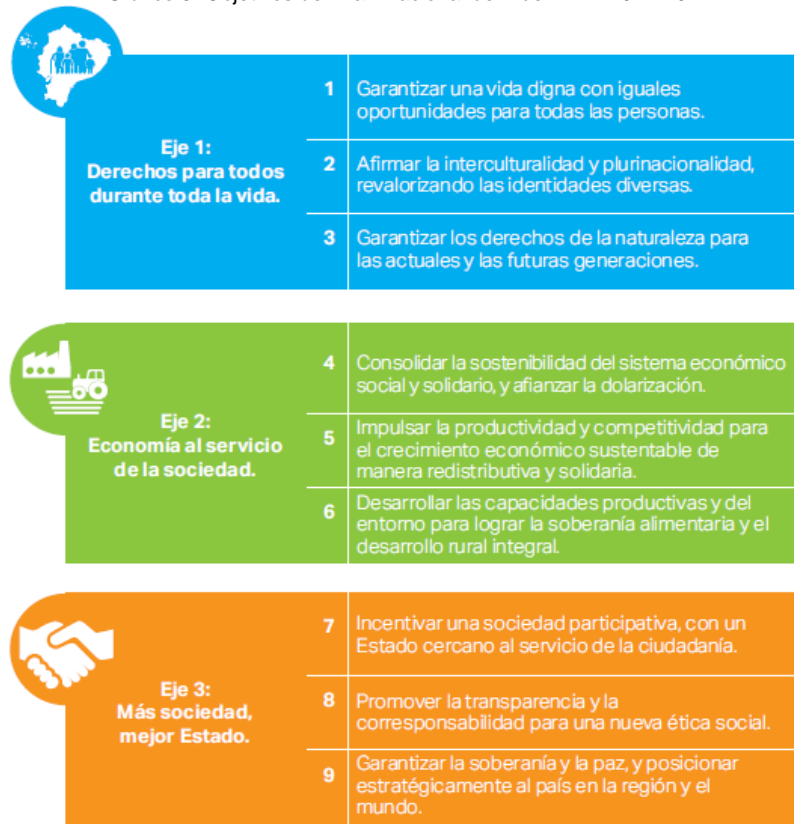 Eje 1:
Derechos para todos
durante toda la vida.
1 Garantizar una vida digna con iguales
oportunidades para todas las personas.
2 Afirmar la interculturalidad y plurinacionalidad,
revalorizando las identidades diversas.
3 Garantizar los derechos de la naturaleza para
las actuales y las futuras generaciones.
Eje 2:
Economía al servicio
de la sociedad.
4 Consolidar la sostenibilidad del sistema económico
social y solidario, y afianzar la dolarización.
5 Impulsar la productividad y competitividad para
el crecimiento económico sustentable de
manera redistributiva y solidaria.
6 Desarrollar las capacidades productivas y del
entorno para lograr la soberanía alimentaria y el
desarrollo rural integral.
Eje 3:
Más sociedad,
mejor Estado.
7 Incentivar una sociedad participativa, con un
Estado cercano al servicio de la ciudadanía.
8 Promover la transparencia y la
corresponsabilidad para una nueva ética social.
9 Garantizar la soberanía y la paz, y posicionar
estratégicamente al país en la región y el
mundo.